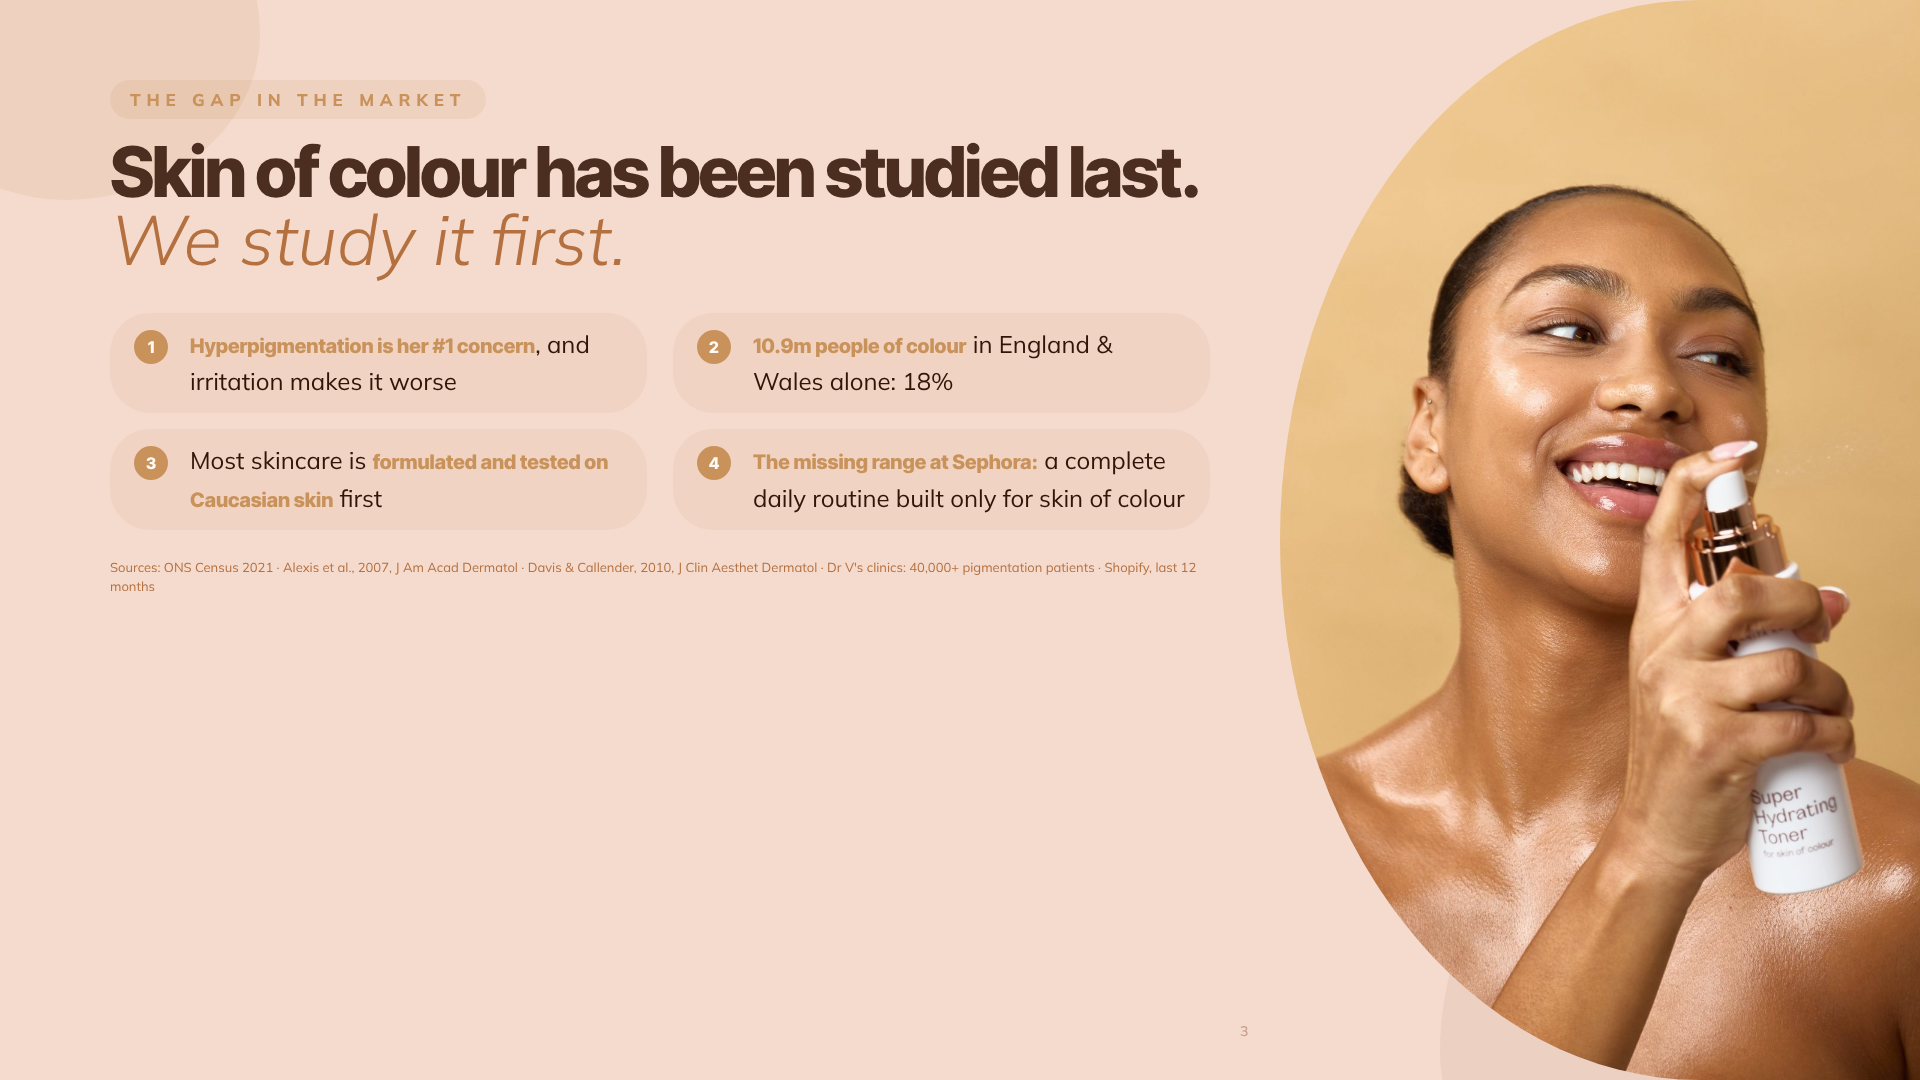 THE GAP IN THE MARKET
Skin of colour has been studied last.
We study it first.
1
Hyperpigmentation is her #1 concern, and
irritation makes it worse
2
10.9m people of colour in England &
Wales alone: 18%
3
Most skincare is formulated and tested on
Caucasian skin first
4
The missing range at Sephora: a complete
daily routine built only for skin of colour
Sources: ONS Census 2021 · Alexis et al., 2007, J Am Acad Dermatol · Davis & Callender, 2010, J Clin Aesthet Dermatol · Dr V's clinics: 40,000+ pigmentation patients · Shopify, last 12
months
Super
Hydrating
Toner
for skin of colour
3